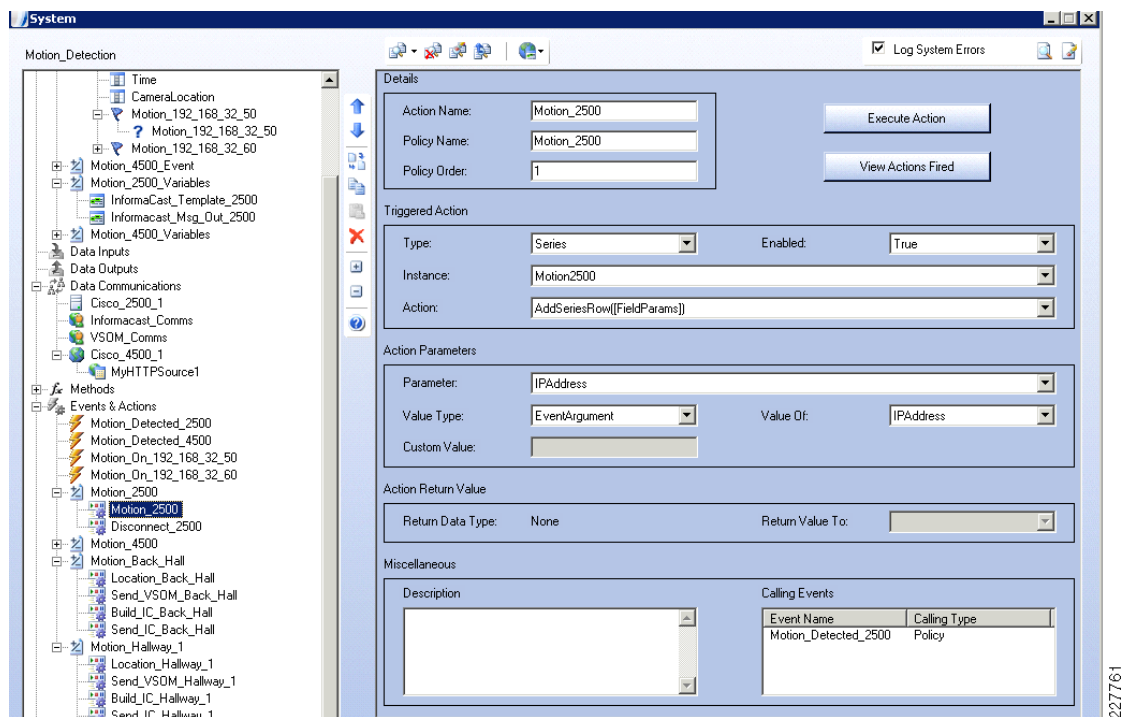 System
Motion_Detection
Log System Errors
Time
CameraLocation
Motion_192_168_32_50
? Motion_192_168_32_50
Motion_192_168_32_60
Motion_4500_Event
Motion_2500_Variables
InformaCast_Template_2500
Informacast_Msg_Out_2500
Motion_4500_Variables
Data Inputs
Data Outputs
Data Communications
Cisco_2500_1
Informacast_Comms
VSOM_Comms
Cisco_4500_1
MyHTTPSource1
fx Methods
Events & Actions
Motion_Detected_2500
Motion_Detected_4500
Motion_On_192_168_32_50
Motion_On_192_168_32_60
Motion_2500
Motion_2500
Disconnect_2500
Motion_4500
Motion_Back_Hall
Location_Back_Hall
Send_VSOM_Back_Hall
Build_IC_Back_Hall
Send_IC_Back_Hall
Motion_Hallway_1
Location_Hallway_1
Send_VSOM_Hallway_1
Build_IC_Hallway_1
Send_IC_Hallway_1
Details
Action Name: Motion_2500
Policy Name: Motion_2500
Policy Order: 1
Execute Action
View Actions Fired
Triggered Action
Type: Series Enabled: True
Instance: Motion2500
Action: AddSeriesRow([FieldParams])
Action Parameters
Parameter: IPAddress
Value Type: EventArgument Value Of: IPAddress
Custom Value:
Action Return Value
Return Data Type: None Return Value To:
Miscellaneous
Description
Calling Events
Event Name Calling Type
Motion_Detected_2500 Policy
227761